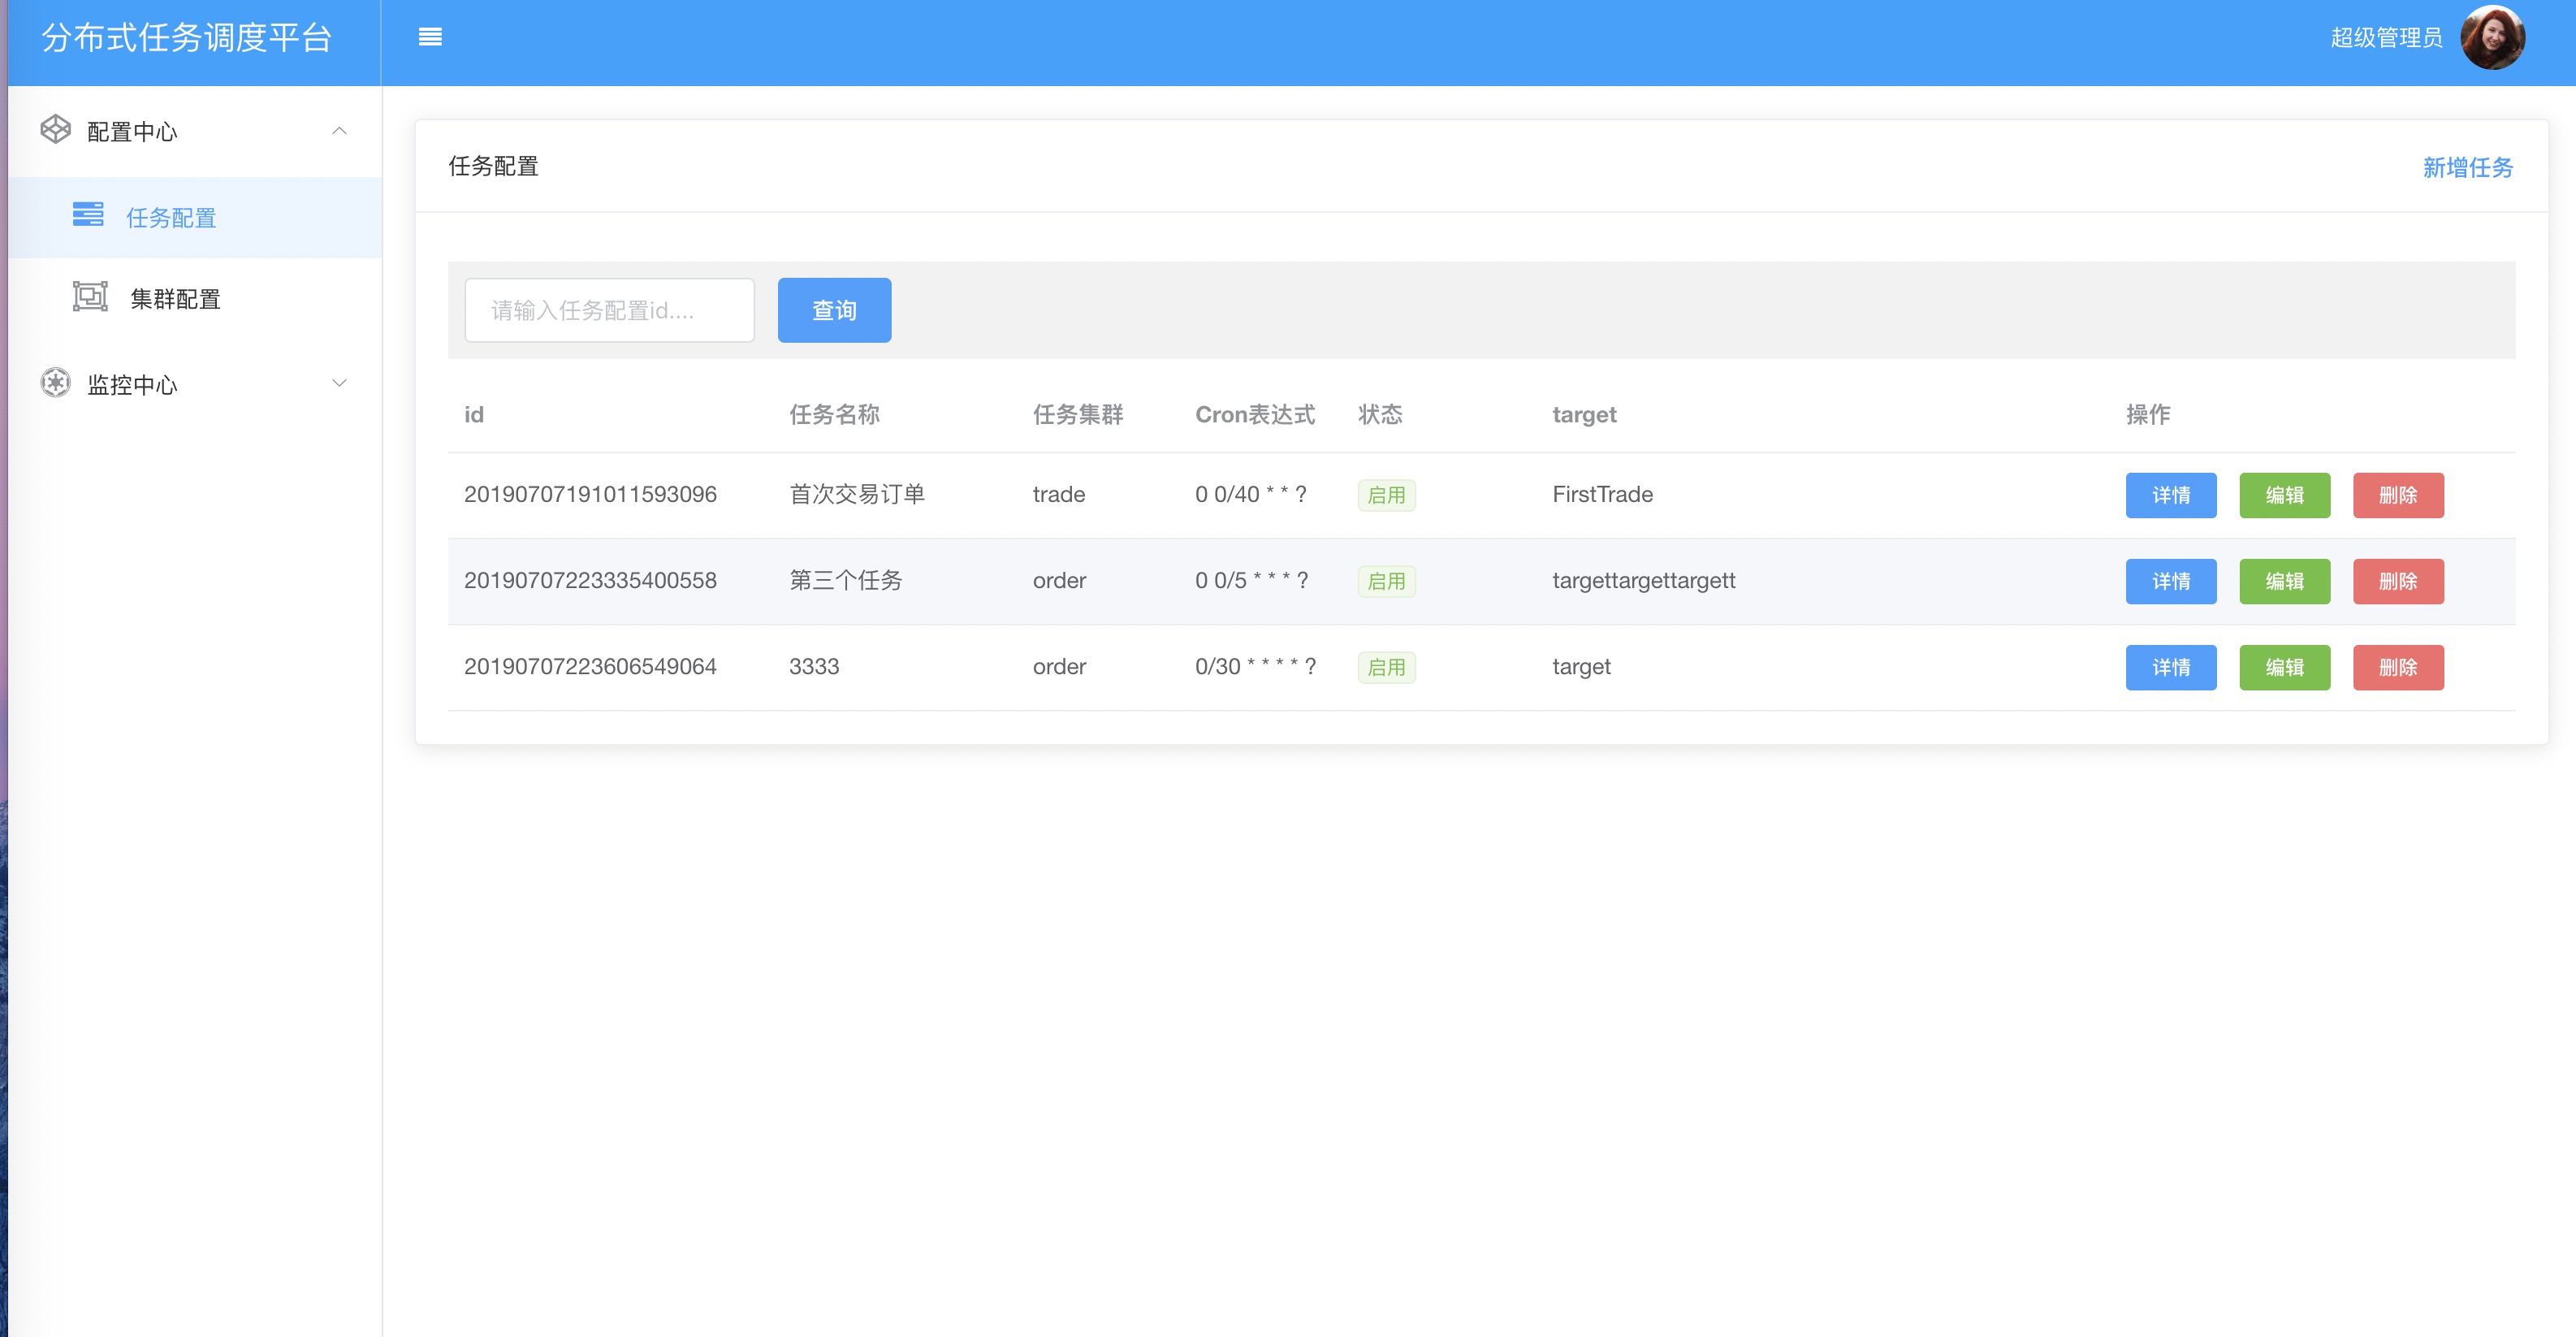 分布式任务调度平台
超级管理员
配置中心
任务配置
集群配置
监控中心
任务配置 新增任务
请输入任务配置id.... 查询
id 任务名称 任务集群 Cron表达式 状态 target 操作
20190707191011593096 首次交易订单 trade 0 0/40 * * ? 启用 FirstTrade 详情 编辑 删除
20190707223335400558 第三个任务 order 0 0/5 * * * ? 启用 targettargettargett 详情 编辑 删除
20190707223606549064 3333 order 0/30 * * * * ? 启用 target 详情 编辑 删除